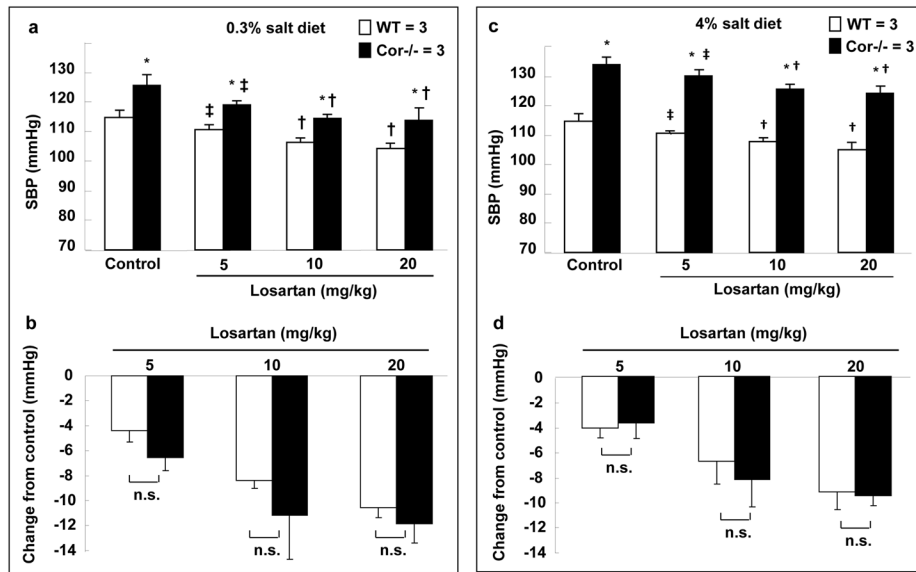 a
0.3% salt diet
WT = 3
Cor-/- = 3
SBP (mmHg)
130
120
110
100
90
80
70
*
‡
* ‡
†
* †
†
* †
Control
5
10
20
Losartan (mg/kg)
b
Losartan (mg/kg)
5
10
20
Change from control (mmHg)
0
-2
-4
-6
-8
-10
-12
-14
n.s.
n.s.
n.s.
c
4% salt diet
WT = 3
Cor-/- = 3
SBP (mmHg)
130
120
110
100
90
80
70
*
‡
* ‡
†
* †
†
* †
Control
5
10
20
Losartan (mg/kg)
d
Losartan (mg/kg)
5
10
20
Change from control (mmHg)
0
-2
-4
-6
-8
-10
-12
-14
n.s.
n.s.
n.s.